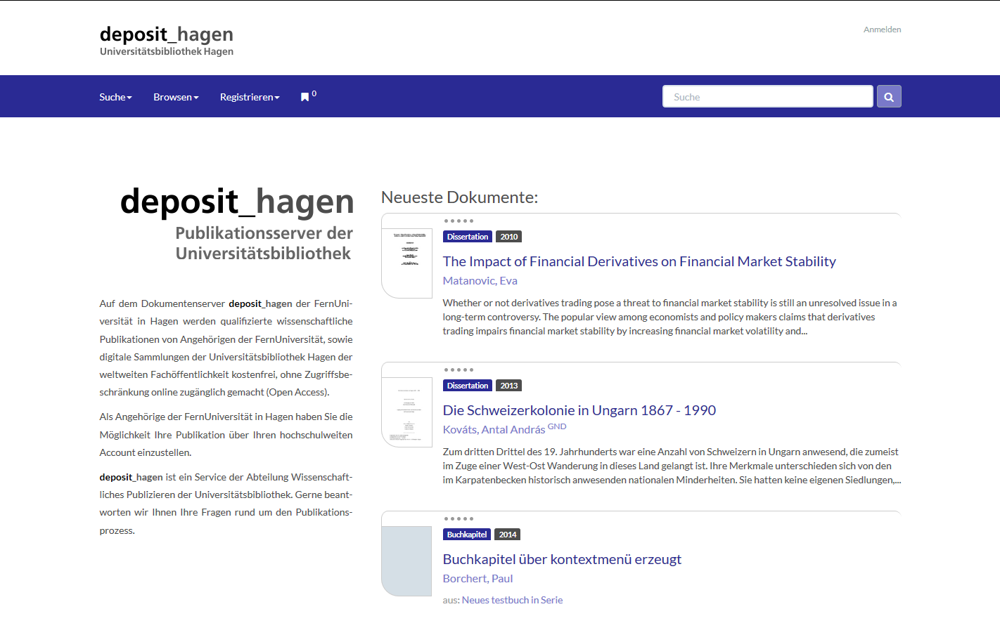 deposit_hagen
Universitätsbibliothek Hagen
Anmelden
Suche
Browsen
Registrieren
0
Suche
deposit_hagen
Publikationsserver der
Universitätsbibliothek
Auf dem Dokumentenserver deposit_hagen der FernUni-
versität in Hagen werden qualifizierte wissenschaftliche
Publikationen von Angehörigen der FernUniversität, sowie
digitale Sammlungen der Universitätsbibliothek Hagen der
weltweiten Fachöffentlichkeit kostenfrei, ohne Zugriffsbe-
schränkung online zugänglich gemacht (Open Access).
Als Angehörige der FernUniversität in Hagen haben Sie die
Möglichkeit Ihre Publikation über Ihren hochschulweiten
Account einzustellen.
deposit_hagen ist ein Service der Abteilung Wissenschaft-
liches Publizieren der Universitätsbibliothek. Gerne beant-
worten wir Ihnen Ihre Fragen rund um den Publikations-
prozess.
Neueste Dokumente:
Dissertation 2010
The Impact of Financial Derivatives on Financial Market Stability
Matanovic, Eva
Whether or not derivatives trading pose a threat to financial market stability is still an unresolved issue in a
long-term controversy. The popular view among economists and policy makers claims that derivatives
trading impairs financial market stability by increasing financial market volatility and...
Dissertation 2013
Die Schweizerkolonie in Ungarn 1867 - 1990
Kováts, Antal András GND
Zum dritten Drittel des 19. Jahrhunderts war eine Anzahl von Schweizern in Ungarn anwesend, die zumeist
im Zuge einer West-Ost Wanderung in dieses Land gelangt ist. Ihre Merkmale unterschieden sich von den
im Karpatenbecken historisch anwesenden nationalen Minderheiten. Sie hatten keine eigenen Siedlungen,...
Buchkapitel 2014
Buchkapitel über kontextmenü erzeugt
Borchert, Paul
aus: Neues testbuch in Serie